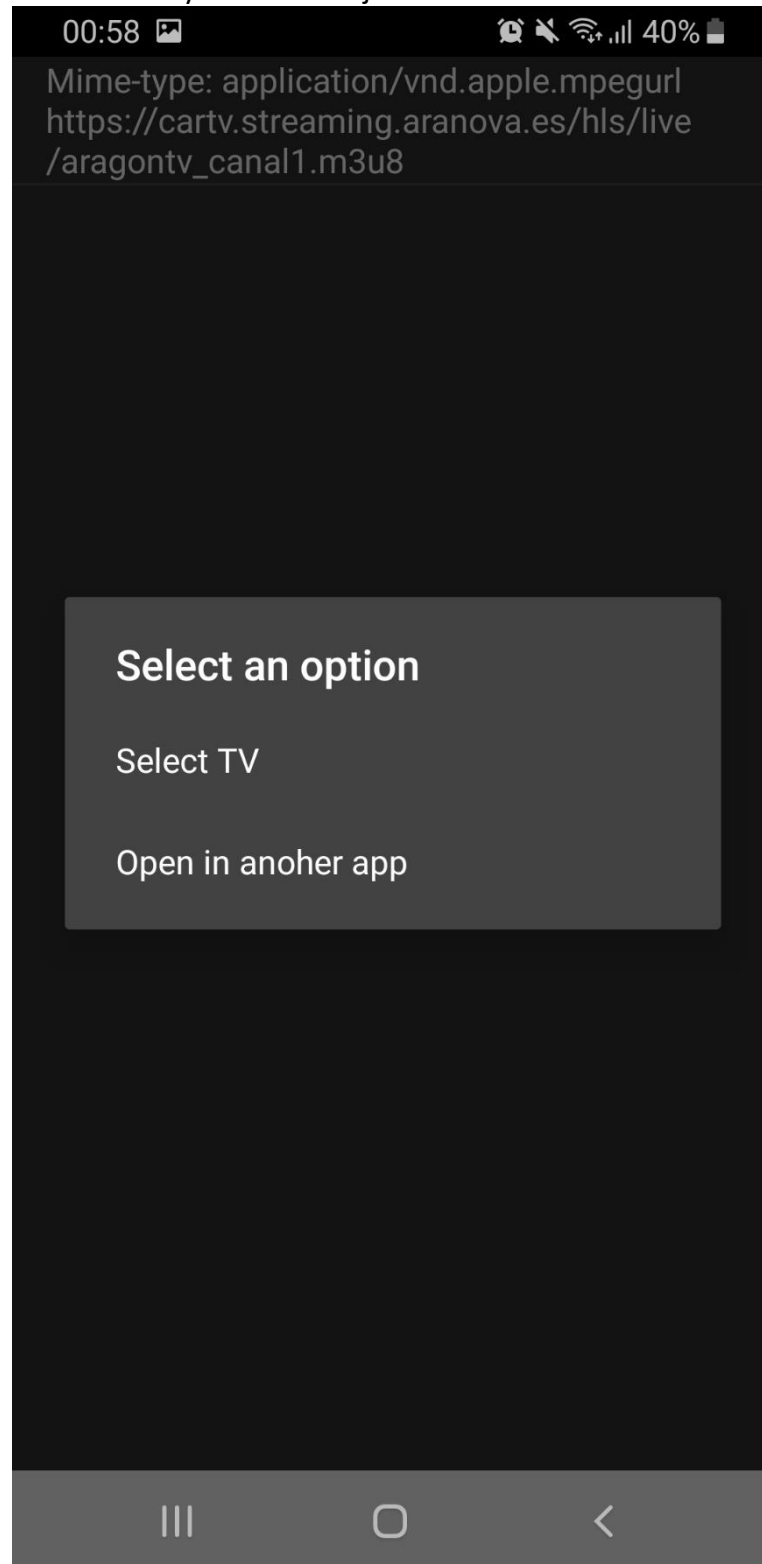 00:58 40%
Mime-type: application/vnd.apple.mpegurl
https://cartv.streaming.aranova.es/hls/live
/aragontv_canal1.m3u8
Select an option
Select TV
Open in anoher app